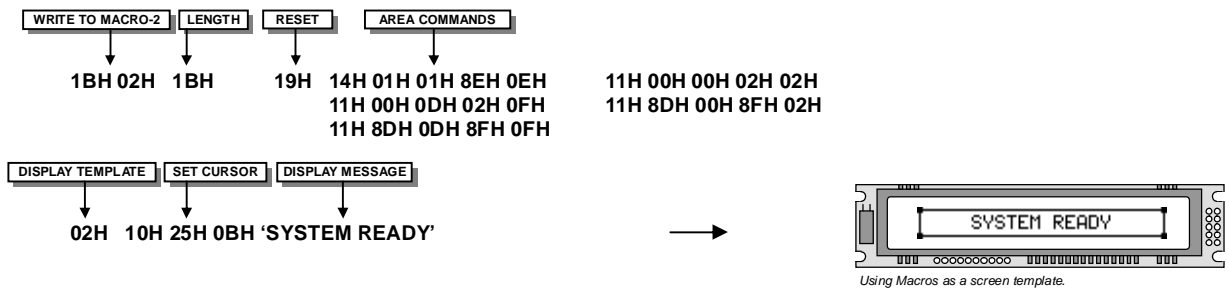 WRITE TO MACRO-2 LENGTH RESET AREA COMMANDS
1BH 02H 1BH 19H 14H 01H 01H 8EH 0EH 11H 00H 00H 02H 02H
11H 00H 0DH 02H 0FH 11H 8DH 00H 8FH 02H
11H 8DH 0DH 8FH 0FH
DISPLAY TEMPLATE SET CURSOR DISPLAY MESSAGE
02H 10H 25H 0BH ‘SYSTEM READY’
SYSTEM READY
Using Macros as a screen template.